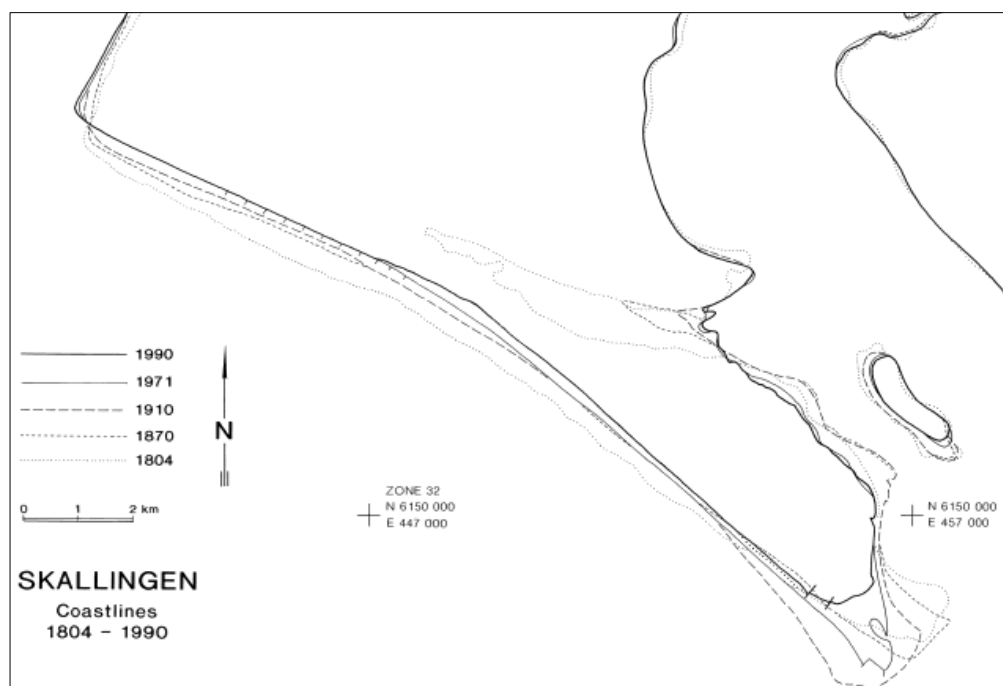 1990
1971
1910
1870
1804
N
0 1 2 km
ZONE 32
N 6150 000
E 447 000
N 6150 000
E 457 000
SKALLINGEN
Coastlines
1804 – 1990